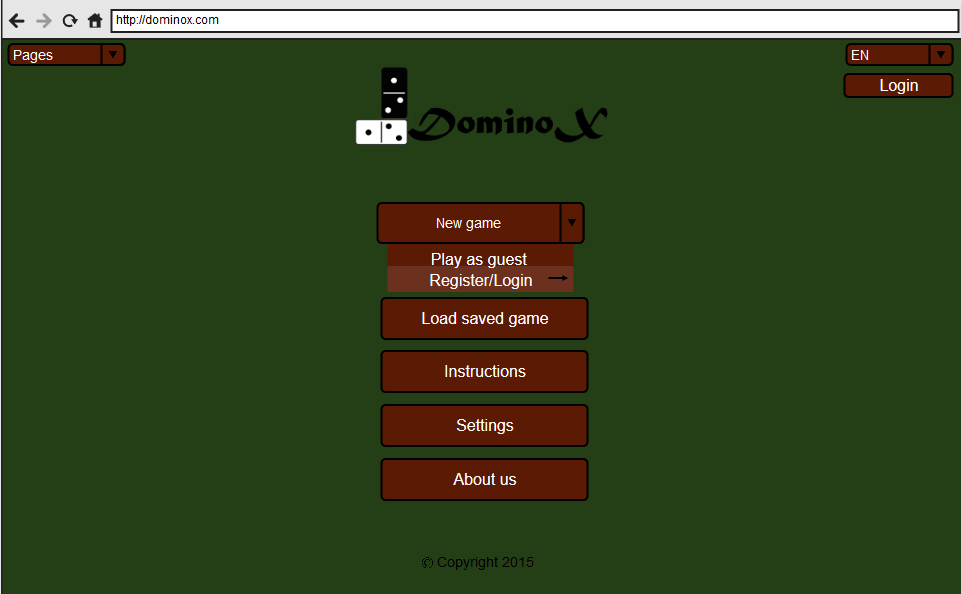 http://dominox.com
Pages
EN
Login
DominoX
New game
Play as guest
Register/Login
Load saved game
Instructions
Settings
About us
© Copyright 2015